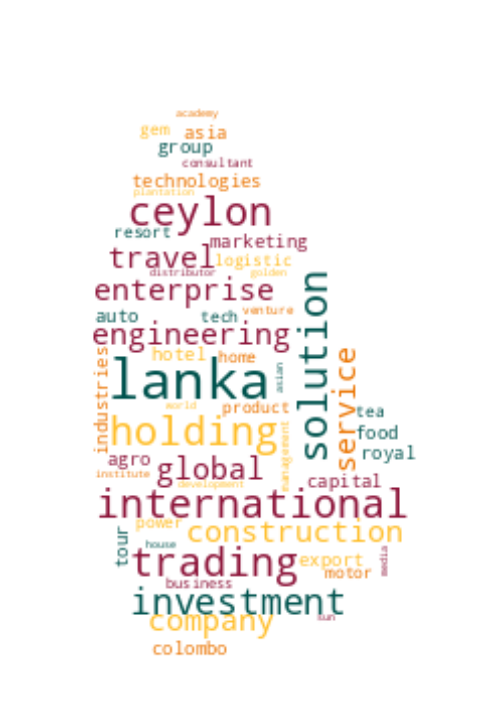 academy
gem asia
group
consultant
technologies
plantation
ceylon
resort
marketing
travel logistic
distributor golden
enterprise
solution
venture
auto tech
engineering
hotel home
industries
lanka
asian
service
world product tea
holding
management
food
royal
agro global
institute
capital
development
international
power construction
tour
house
trading export
media
motor
business
investment
sun
company
colombo